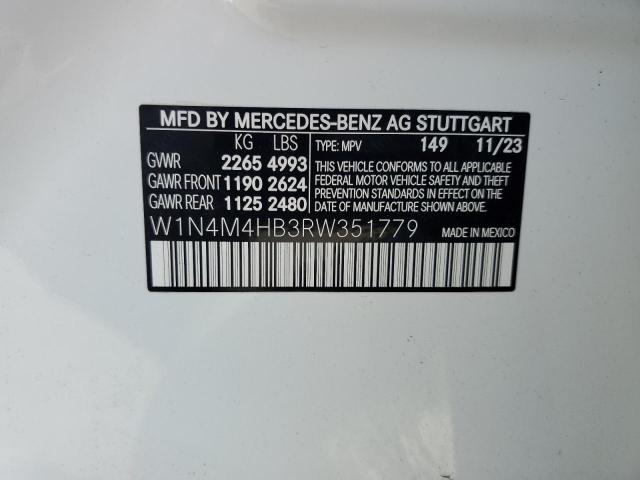 MFD BY MERCEDES-BENZ AG STUTTGART
KG LBS TYPE: MPV 149 11/23
GVWR 2265 4993
GAWR FRONT 1190 2624
GAWR REAR 1125 2480
THIS VEHICLE CONFORMS TO ALL APPLICABLE
FEDERAL MOTOR VEHICLE SAFETY AND THEFT
PREVENTION STANDARDS IN EFFECT ON THE
DATE OF MANUFACTURE SHOWN ABOVE.
W1N4M4HB3RW351779 MADE IN MEXICO